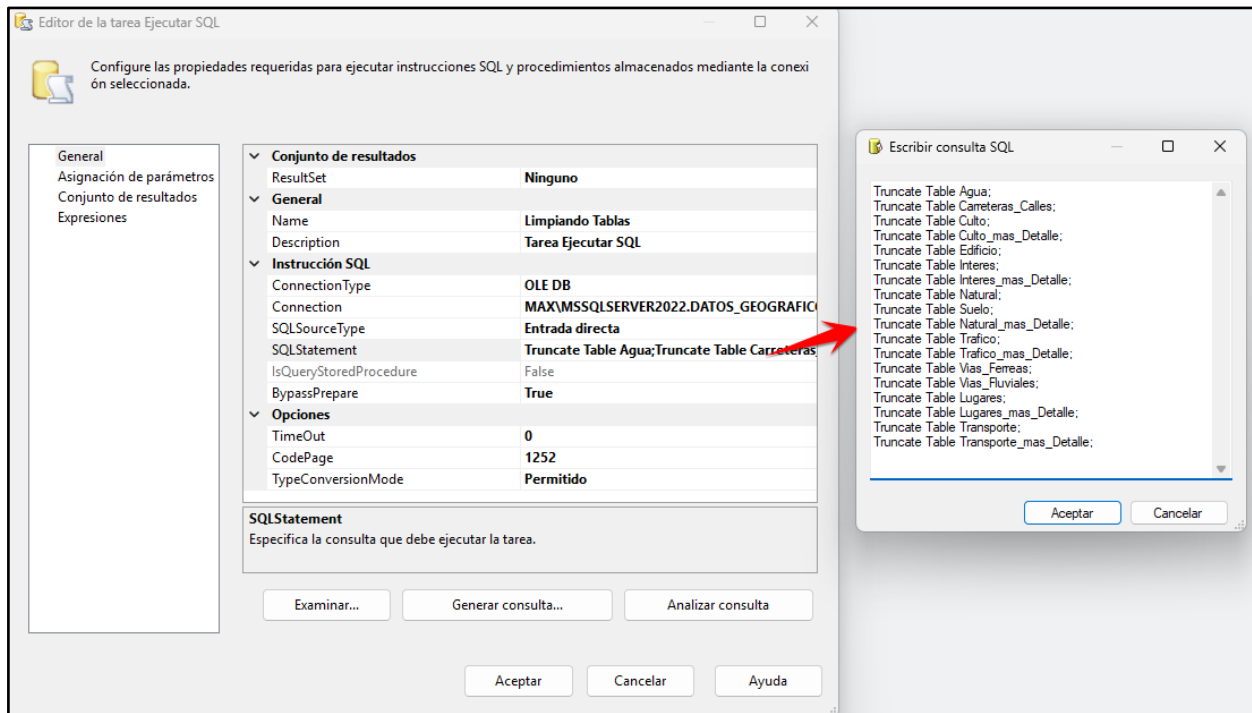 Editor de la tarea Ejecutar SQL
Configure las propiedades requeridas para ejecutar instrucciones SQL y procedimientos almacenados mediante la conexi
ón seleccionada.
General
Asignación de parámetros
Conjunto de resultados
Expresiones
Conjunto de resultados
ResultSet Ninguno
General
Name Limpiando Tablas
Description Tarea Ejecutar SQL
Instrucción SQL
ConnectionType OLE DB
Connection MAX\MSSQLSERVER2022.DATOS_GEOGRAFICO
SQLSourceType Entrada directa
SQLStatement Truncate Table Agua;Truncate Table Carreteras_
IsQueryStoredProcedure False
BypassPrepare True
Opciones
TimeOut 0
CodePage 1252
TypeConversionMode Permitido
SQLStatement
Especifica la consulta que debe ejecutar la tarea.
Examinar... Generar consulta... Analizar consulta
Aceptar Cancelar Ayuda
Escribir consulta SQL
Truncate Table Agua;
Truncate Table Carreteras_Calles;
Truncate Table Culto;
Truncate Table Culto_mas_Detalle;
Truncate Table Edificio;
Truncate Table Interes;
Truncate Table Interes_mas_Detalle;
Truncate Table Natural;
Truncate Table Suelo;
Truncate Table Natural_mas_Detalle;
Truncate Table Trafico;
Truncate Table Trafico_mas_Detalle;
Truncate Table Vias_Ferreas;
Truncate Table Vias_Fluviales;
Truncate Table Lugares;
Truncate Table Lugares_mas_Detalle;
Truncate Table Transporte;
Truncate Table Transporte_mas_Detalle;
Aceptar Cancelar